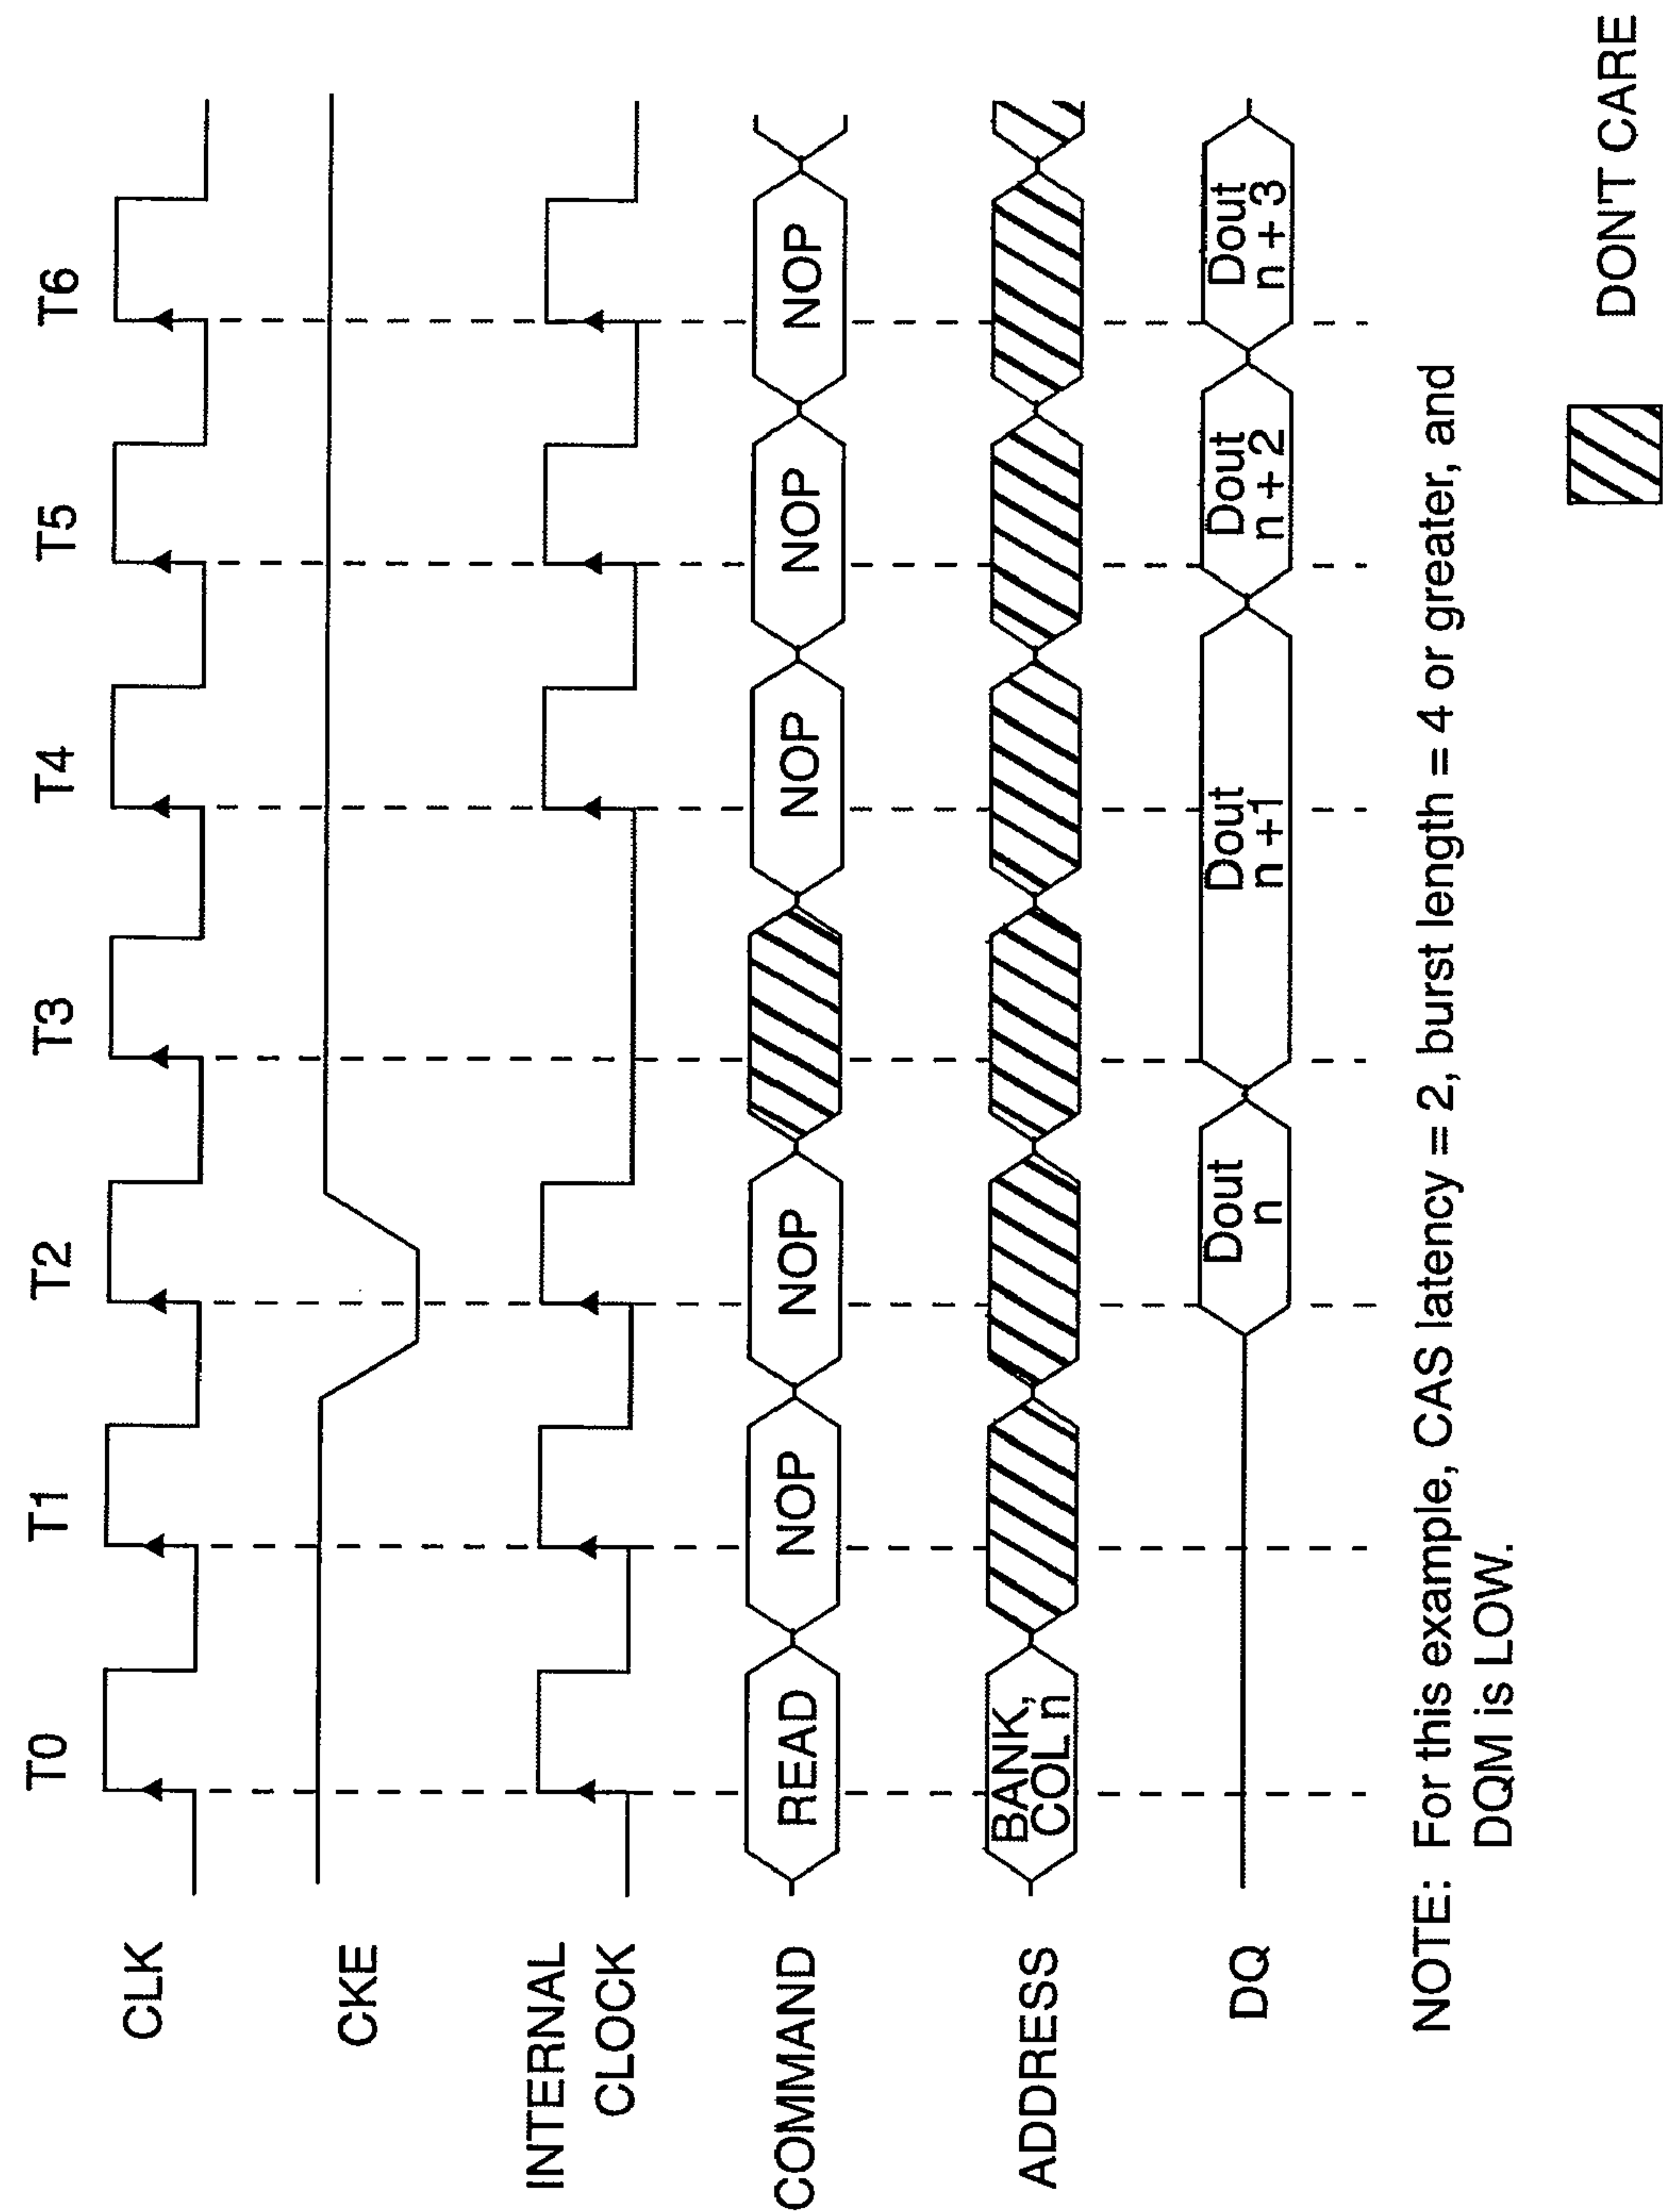 T0 T1 T2 T3 T4 T5 T6
CLK
CKE
INTERNAL
CLOCK
COMMAND READ NOP NOP NOP NOP NOP
ADDRESS BANK,
COL n
DQ Dout
n
Dout
n +1
Dout
n + 2
Dout
n + 3
NOTE: For this example, CAS latency = 2, burst length = 4 or greater, and
DQM is LOW.
DON'T CARE